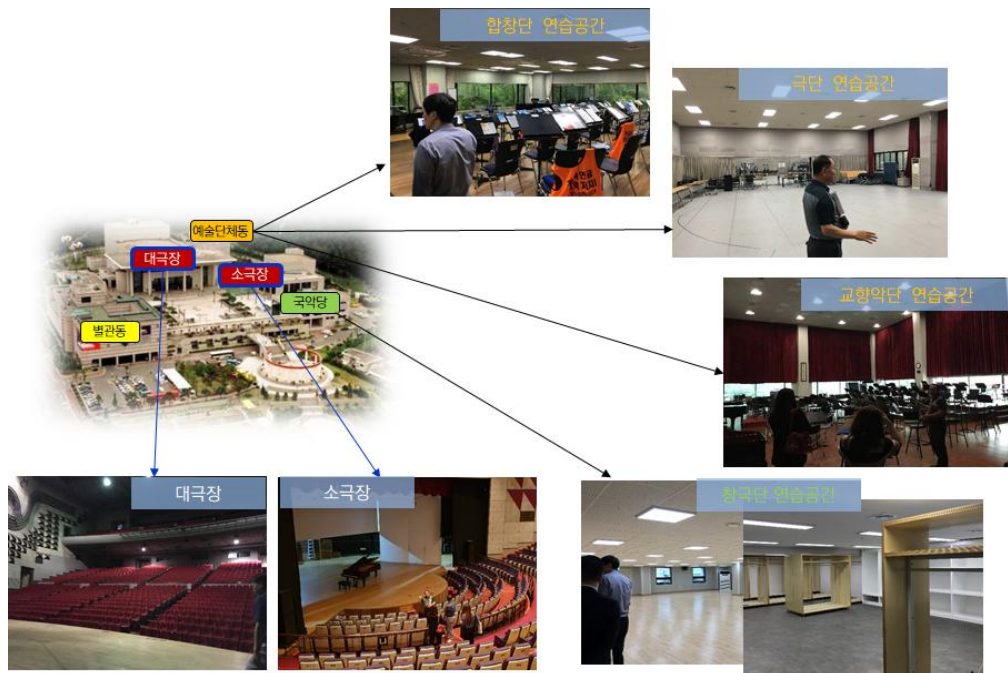 합창단 연습공간
극단 연습공간
예술단체동
대극장
소극장
국악당
별관동
교향악단 연습공간
대극장
소극장
창극단 연습공간